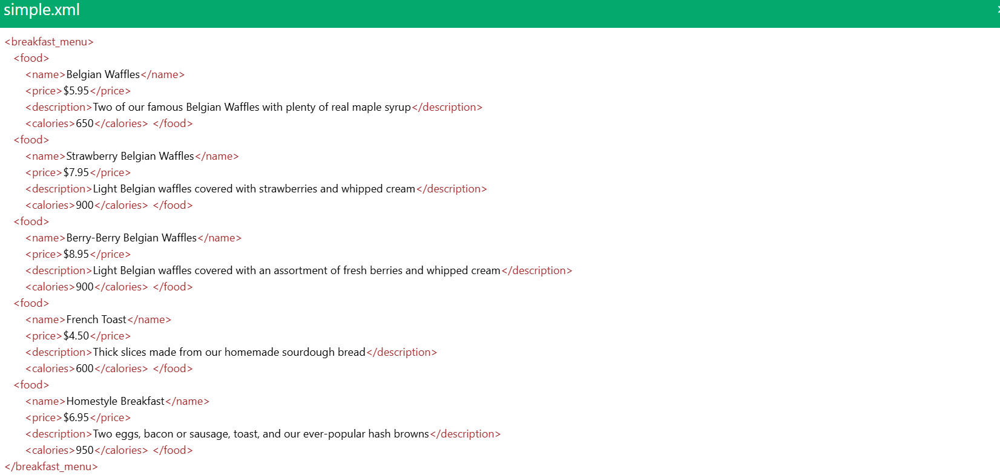 simple.xml
<breakfast_menu>
<food>
<name>Belgian Waffles</name>
<price>$5.95</price>
<description>Two of our famous Belgian Waffles with plenty of real maple syrup</description>
<calories>650</calories> </food>
<food>
<name>Strawberry Belgian Waffles</name>
<price>$7.95</price>
<description>Light Belgian waffles covered with strawberries and whipped cream</description>
<calories>900</calories> </food>
<food>
<name>Berry-Berry Belgian Waffles</name>
<price>$8.95</price>
<description>Light Belgian waffles covered with an assortment of fresh berries and whipped cream</description>
<calories>900</calories> </food>
<food>
<name>French Toast</name>
<price>$4.50</price>
<description>Thick slices made from our homemade sourdough bread</description>
<calories>600</calories> </food>
<food>
<name>Homestyle Breakfast</name>
<price>$6.95</price>
<description>Two eggs, bacon or sausage, toast, and our ever-popular hash browns</description>
<calories>950</calories> </food>
</breakfast_menu>